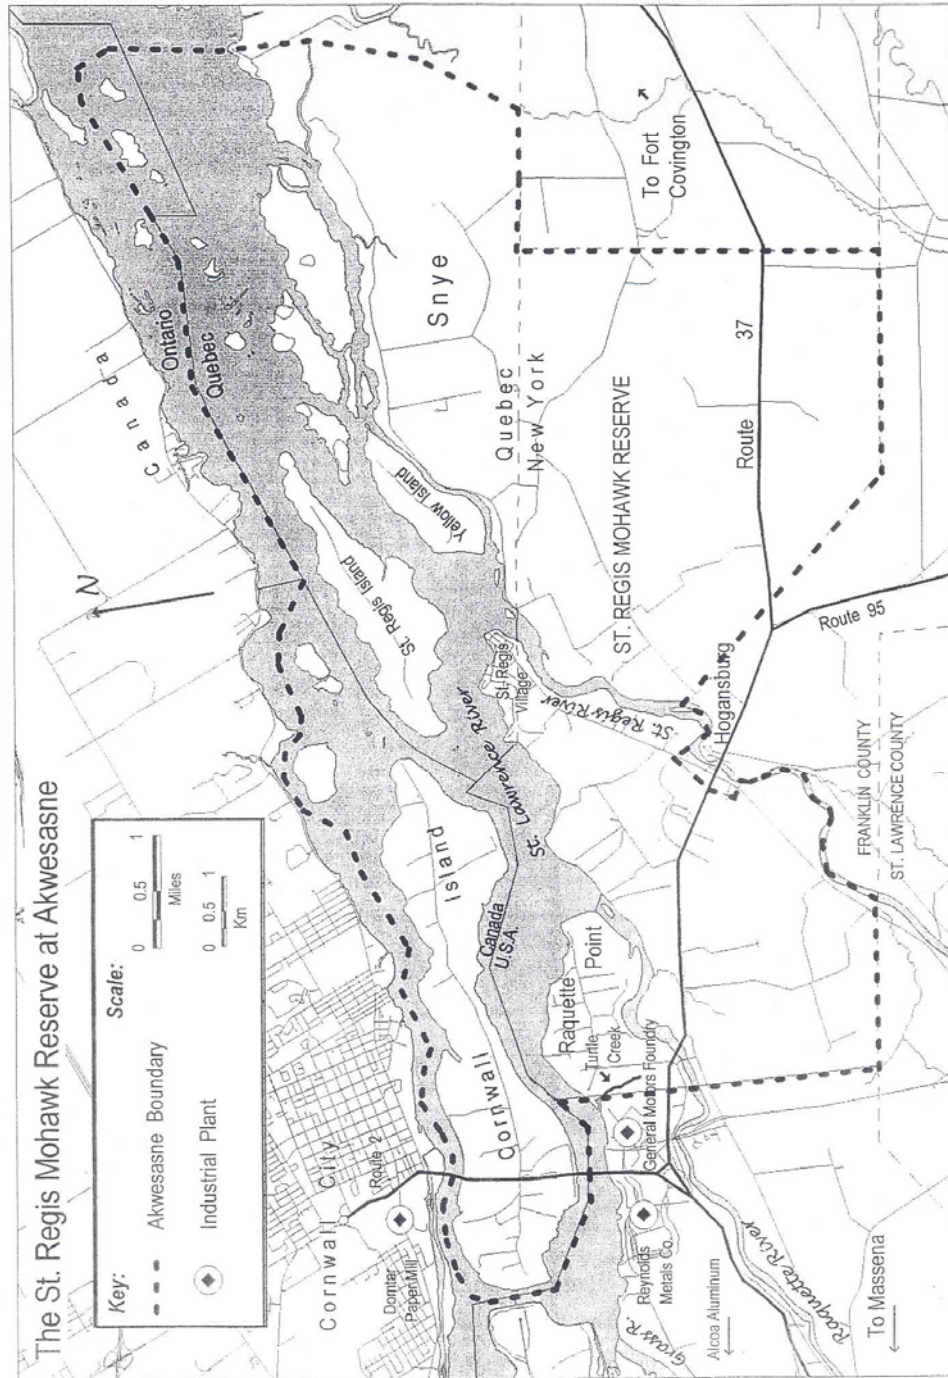 The St. Regis Mohawk Reserve at Akwesasne
Key:
Akwesasne Boundary
Industrial Plant
Scale:
0 0.5 1
Miles
0 0.5 1
Km
N
Canada
Ontario
Quebec
Cornwall City
Route 2
Domtar
Paper Mill
Cornwall Island
Canada
U.S.A.
St. Lawrence River
St. Regis Island
Yellow Island
Snye
St. Regis
Village
Quebec
New York
St. Regis River
ST. REGIS MOHAWK RESERVE
Raquette
Point
Turtle
Creek
General Motors Foundry
Reynolds
Metals Co.
Grass R.
Alcoa Aluminum
Raquette River
To Massena
Hogansburg
Route 37
Route 95
To Fort
Covington
FRANKLIN COUNTY
ST. LAWRENCE COUNTY